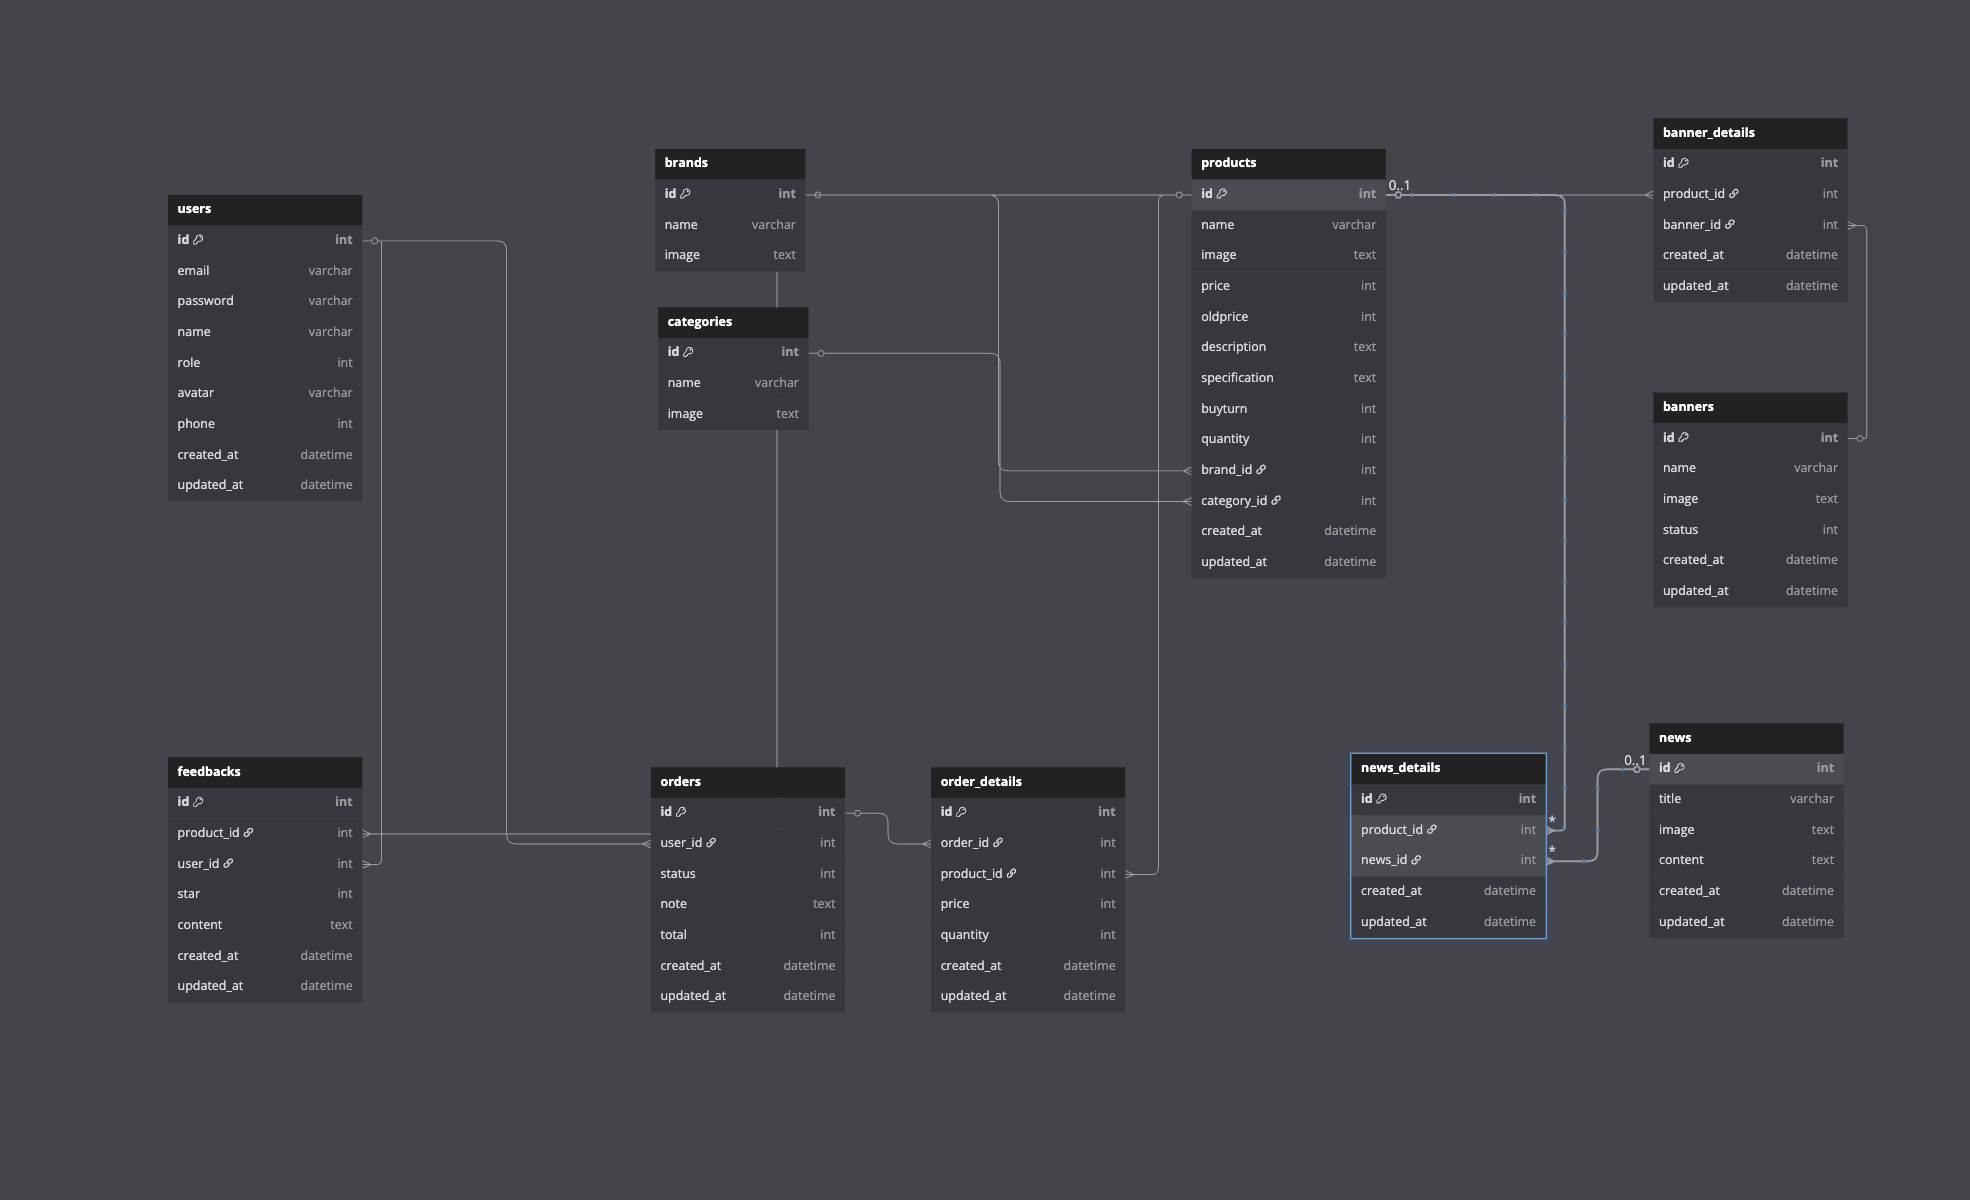 users
id int
email varchar
password varchar
name varchar
role int
avatar varchar
phone int
created_at datetime
updated_at datetime
brands
id int
name varchar
image text
categories
id int
name varchar
image text
products
id int
name varchar
image text
price int
oldprice int
description text
specification text
buyturn int
quantity int
brand_id int
category_id int
created_at datetime
updated_at datetime
0..1
banner_details
id int
product_id int
banner_id int
created_at datetime
updated_at datetime
banners
id int
name varchar
image text
status int
created_at datetime
updated_at datetime
feedbacks
id int
product_id int
user_id int
star int
content text
created_at datetime
updated_at datetime
orders
id int
user_id int
status int
note text
total int
created_at datetime
updated_at datetime
order_details
id int
order_id int
product_id int
price int
quantity int
created_at datetime
updated_at datetime
news_details
id int
product_id int *
news_id int *
created_at datetime
updated_at datetime
0..1
news
id int
title varchar
image text
content text
created_at datetime
updated_at datetime